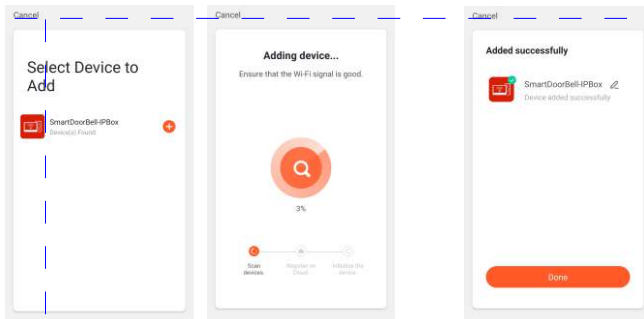 Cancel
Select Device to
Add
SmartDoorBell-IPBox
Device(s) Found
Cancel
Adding device...
Ensure that the Wi-Fi signal is good.
3%
Scan
devices.
Register on
Cloud.
Initialize the
device.
Cancel
Added successfully
SmartDoorBell-IPBox
Device added successfully
Done